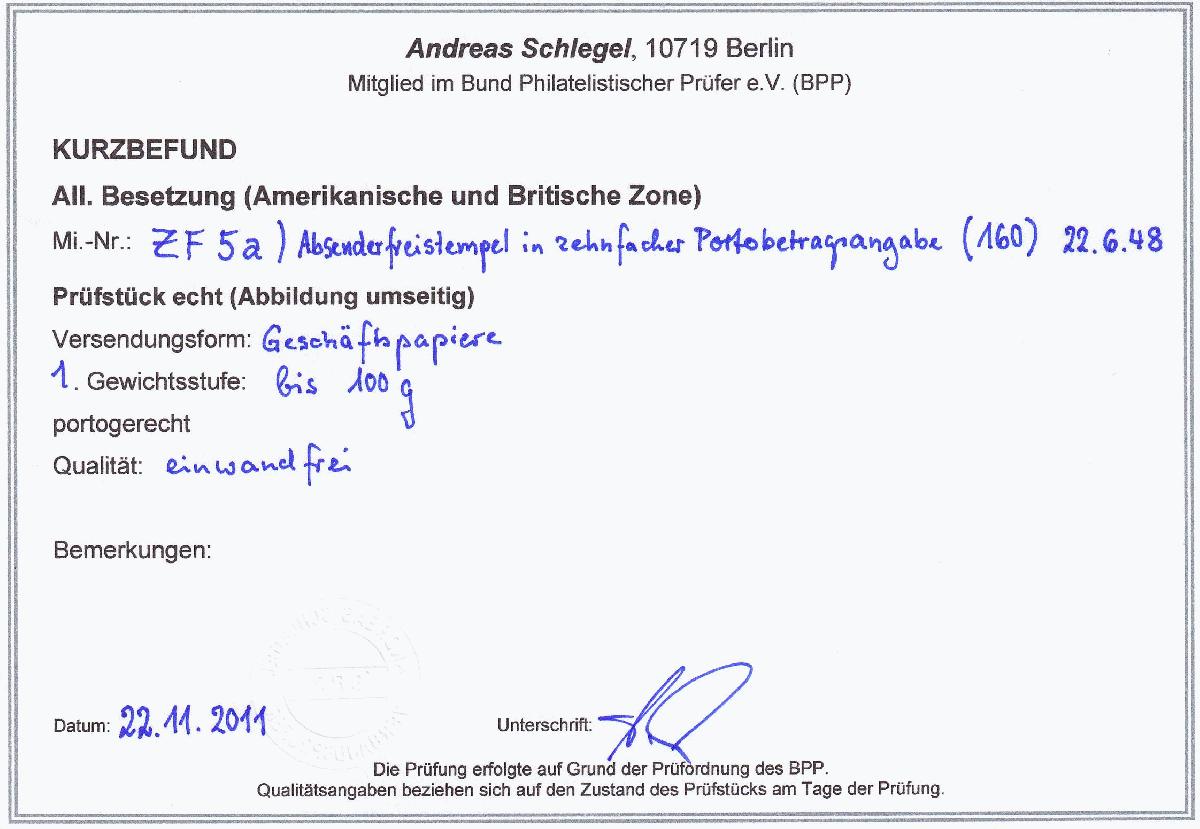 Andreas Schlegel, 10719 Berlin
Mitglied im Bund Philatelistischer Prüfer e.V. (BPP)
KURZBEFUND
All. Besetzung (Amerikanische und Britische Zone)
Mi.-Nr.: ZF 5a) Absenderfreistempel in zehnfacher Portobetragsangabe (160) 22.6.48
Prüfstück echt (Abbildung umseitig)
Versendungsform: Geschäftspapiere
1. Gewichtsstufe: bis 100 g
portogerecht
Qualität: einwandfrei
Bemerkungen:
Datum: 22.11.2011 Unterschrift:
Die Prüfung erfolgte auf Grund der Prüfordnung des BPP.
Qualitätsangaben beziehen sich auf den Zustand des Prüfstücks am Tage der Prüfung.